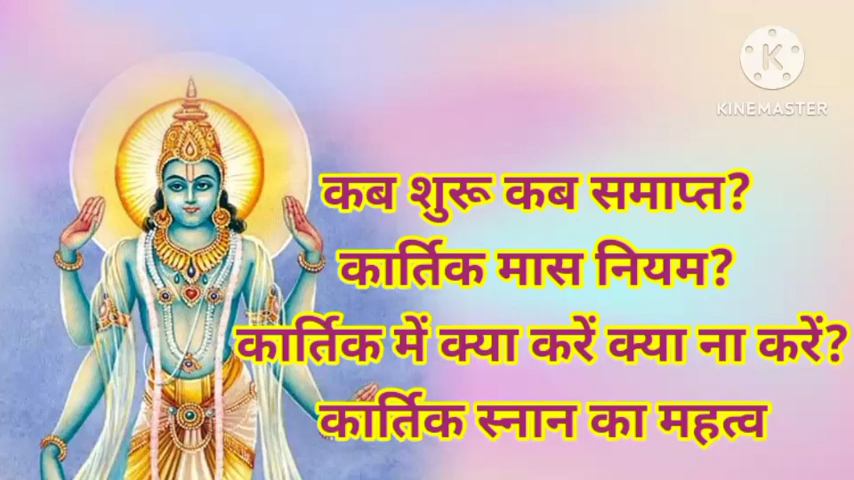 KINEMASTER
कब शुरू कब समाप्त?
कार्तिक मास नियम?
कार्तिक में क्या करें क्या ना करें?
कार्तिक स्नान का महत्व